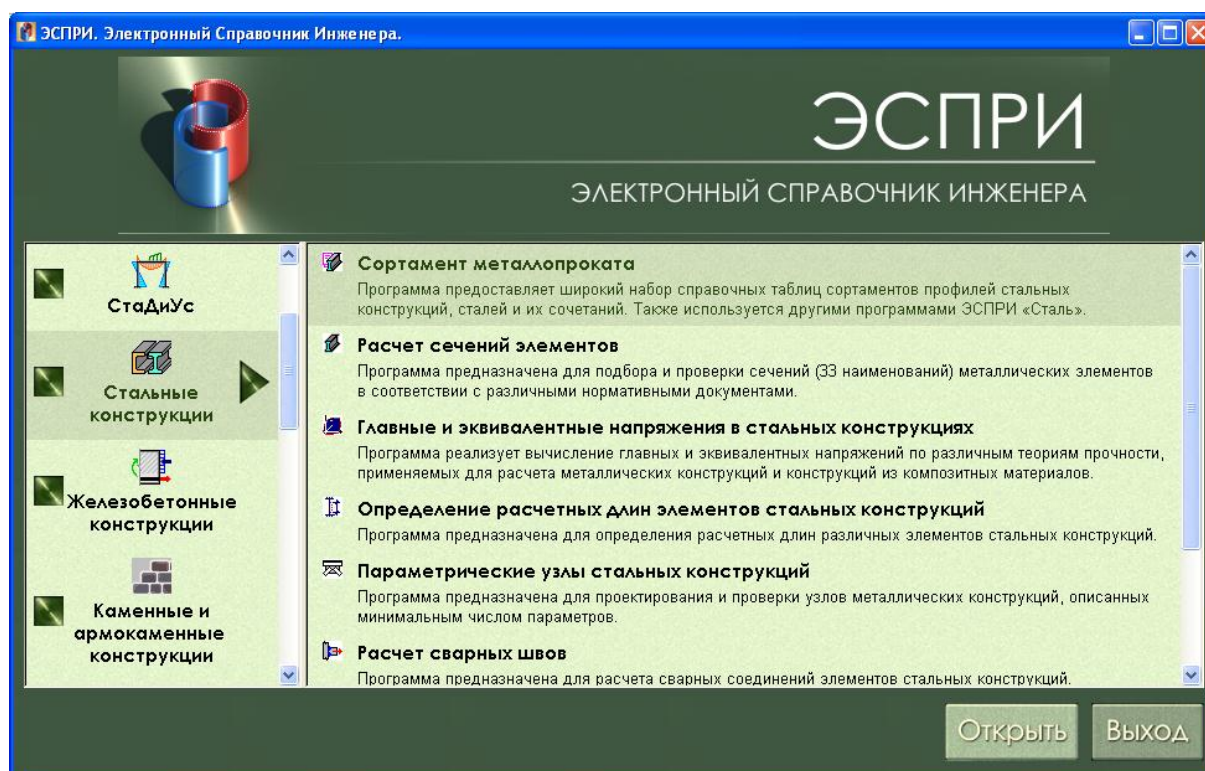 ЭСПРИ. Электронный Справочник Инженера.
ЭСПРИ
ЭЛЕКТРОННЫЙ СПРАВОЧНИК ИНЖЕНЕРА
СтаДиУс
Стальные
конструкции
Железобетонные
конструкции
Каменные и
армокаменные
конструкции
Сортамент металлопроката
Программа предоставляет широкий набор справочных таблиц сортаментов профилей стальных
конструкций, сталей и их сочетаний. Также используется другими программами ЭСПРИ «Сталь».
Расчет сечений элементов
Программа предназначена для подбора и проверки сечений (33 наименований) металлических элементов
в соответствии с различными нормативными документами.
Главные и эквивалентные напряжения в стальных конструкциях
Программа реализует вычисление главных и эквивалентных напряжений по различным теориям прочности,
применяемых для расчета металлических конструкций и конструкций из композитных материалов.
Определение расчетных длин элементов стальных конструкций
Программа предназначена для определения расчетных длин различных элементов стальных конструкций.
Параметрические узлы стальных конструкций
Программа предназначена для проектирования и проверки узлов металлических конструкций, описанных
минимальным числом параметров.
Расчет сварных швов
Программа предназначена для расчета сварных соединений элементов стальных конструкций.
Открыть
Выход